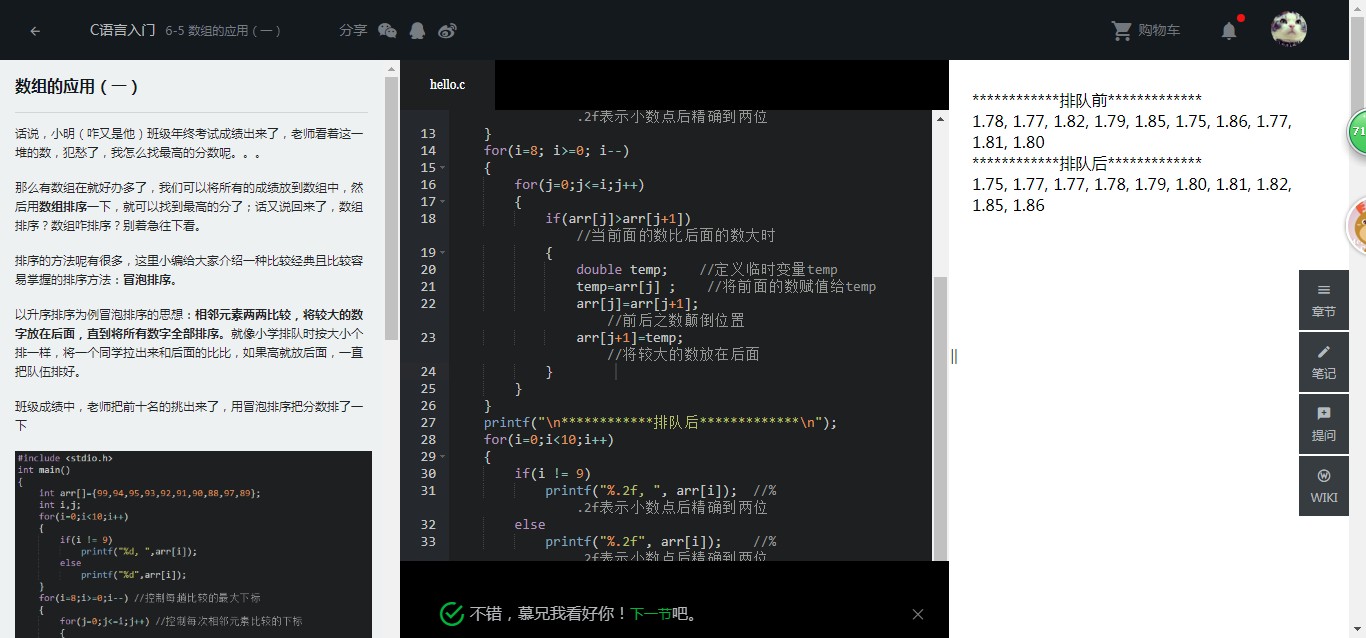 C语言入门 6-5 数组的应用（一） 分享 购物车
数组的应用（一）
话说，小明（咋又是他）班级年终考试成绩出来了，老师看着这一
堆的数，犯愁了，我怎么找最高的分数呢。。。
那么有数组在就好办多了，我们可以将所有的成绩放到数组中，然
后用数组排序一下，就可以找到最高的分了；话又说回来了，数组
排序？数组咋排序？别着急往下看。
排序的方法呢有很多，这里小编给大家介绍一种比较经典且比较容
易掌握的排序方法：冒泡排序。
以升序排序为例冒泡排序的思想：相邻元素两两比较，将较大的数
字放在后面，直到将所有数字全部排序。就像小学排队时按大小个
排一样，将一个同学拉出来和后面的比比，如果高就放后面，一直
把队伍排好。
班级成绩中，老师把前十名的挑出来了，用冒泡排序把分数排了一
下
#include <stdio.h>
int main()
{
int arr[]={99,94,95,93,92,91,90,88,97,89};
int i,j;
for(i=0;i<10;i++)
{
if(i != 9)
printf("%d, ",arr[i]);
else
printf("%d",arr[i]);
}
for(i=8;i>=0;i--) //控制每趟比较的最大下标
{
for(j=0;j<=i;j++) //控制每次相邻元素比较的下标
{
hello.c
.2f表示小数点后精确到两位
13 }
14 for(i=8; i>=0; i--)
15 {
16 for(j=0;j<=i;j++)
17 {
18 if(arr[j]>arr[j+1])
//当前面的数比后面的数大时
19 {
20 double temp; //定义临时变量temp
21 temp=arr[j] ; //将前面的数赋值给temp
22 arr[j]=arr[j+1];
//前后之数颠倒位置
23 arr[j+1]=temp;
//将较大的数放在后面
24 }
25 }
26 }
27 printf("\n************排队后*************\n");
28 for(i=0;i<10;i++)
29 {
30 if(i != 9)
31 printf("%.2f, ", arr[i]); //%
.2f表示小数点后精确到两位
32 else
33 printf("%.2f", arr[i]); //%
.2f表示小数点后精确到两位
不错，慕兄我看好你！下一节吧。
************排队前*************
1.78, 1.77, 1.82, 1.79, 1.85, 1.75, 1.86, 1.77,
1.81, 1.80
************排队后*************
1.75, 1.77, 1.77, 1.78, 1.79, 1.80, 1.81, 1.82,
1.85, 1.86
71
章节
笔记
提问
WIKI